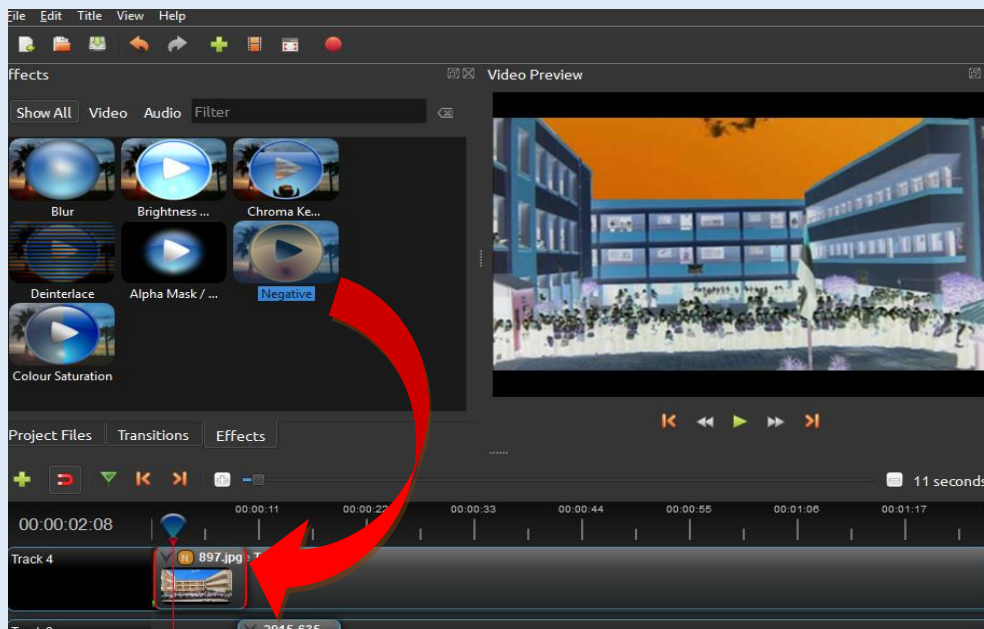 File Edit Title View Help
ffects
Video Preview
Show All Video Audio Filter
Blur
Brightness ...
Chroma Ke...
Deinterlace
Alpha Mask / ...
Negative
Colour Saturation
Project Files Transitions Effects
11 seconds
00:00:02:08
00:00:11
00:00:22
00:00:33
00:00:44
00:00:55
00:01:06
00:01:17
Track 4
N 897.jpg
2015-635